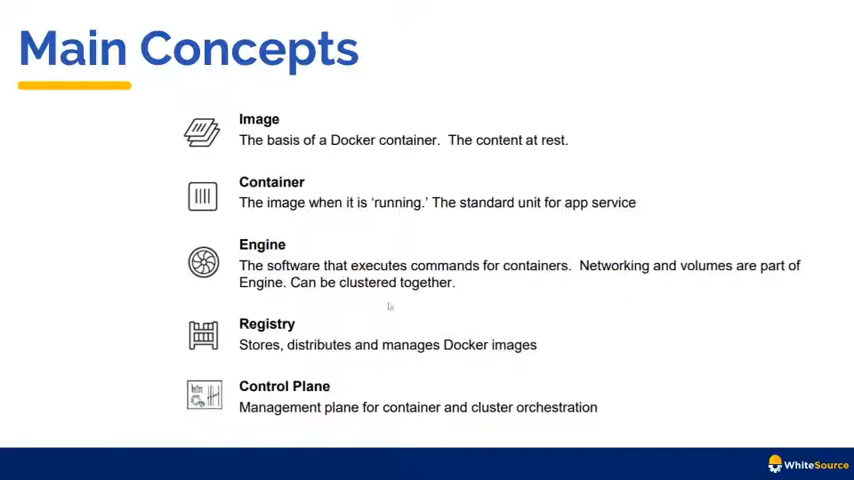 Main Concepts
Image
The basis of a Docker container.  The content at rest.
Container
The image when it is ‘running.’ The standard unit for app service
Engine
The software that executes commands for containers.  Networking and volumes are part of
Engine. Can be clustered together.
Registry
Stores, distributes and manages Docker images
Control Plane
Management plane for container and cluster orchestration
WhiteSource